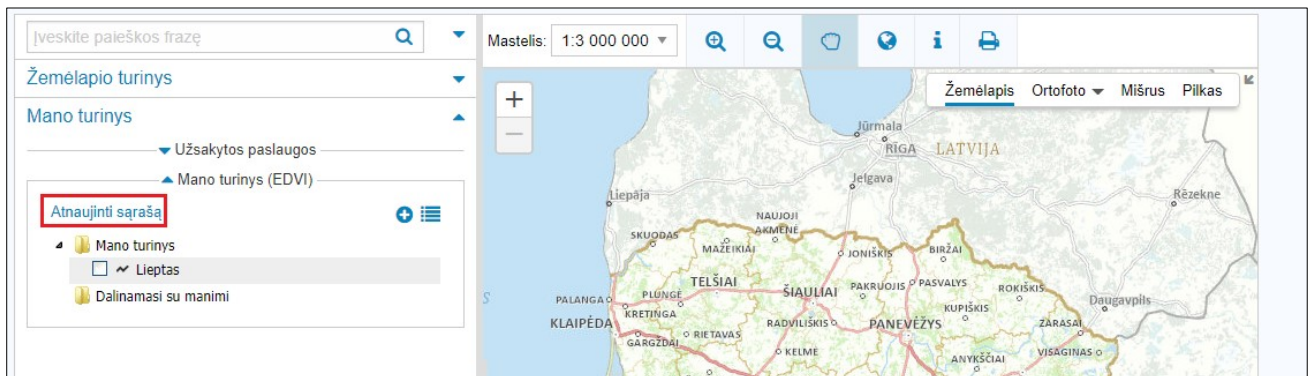 Įveskite paieškos frazę
Žemėlapio turinys
Mano turinys
Užsakytos paslaugos
Mano turinys (EDVI)
Atnaujinti sąrašą
Mano turinys
Lieptas
Dalinamasi su manimi
Mastelis: 1:3 000 000
Žemėlapis Ortofoto Mišrus Pilkas
Jūrmala
RĪGA LATVIJA
Jelgava
Liepāja
Rēzekne
NAUJOJI
AKMENĖ
SKUODAS
MAŽEIKIAI
JONIŠKIS
BIRŽAI
TELŠIAI
ŠIAULIAI
PAKRUOJIS
PASVALYS
ROKIŠKIS
Daugavpils
PALANGA
PLUNGĖ
KRETINGA
KUPIŠKIS
KLAIPĖDA
RADVILIŠKIS
PANEVĖŽYS
ZARASAI
GARGŽDAI
RIETAVAS
KELMĖ
ANYKŠČIAI
VISAGINAS